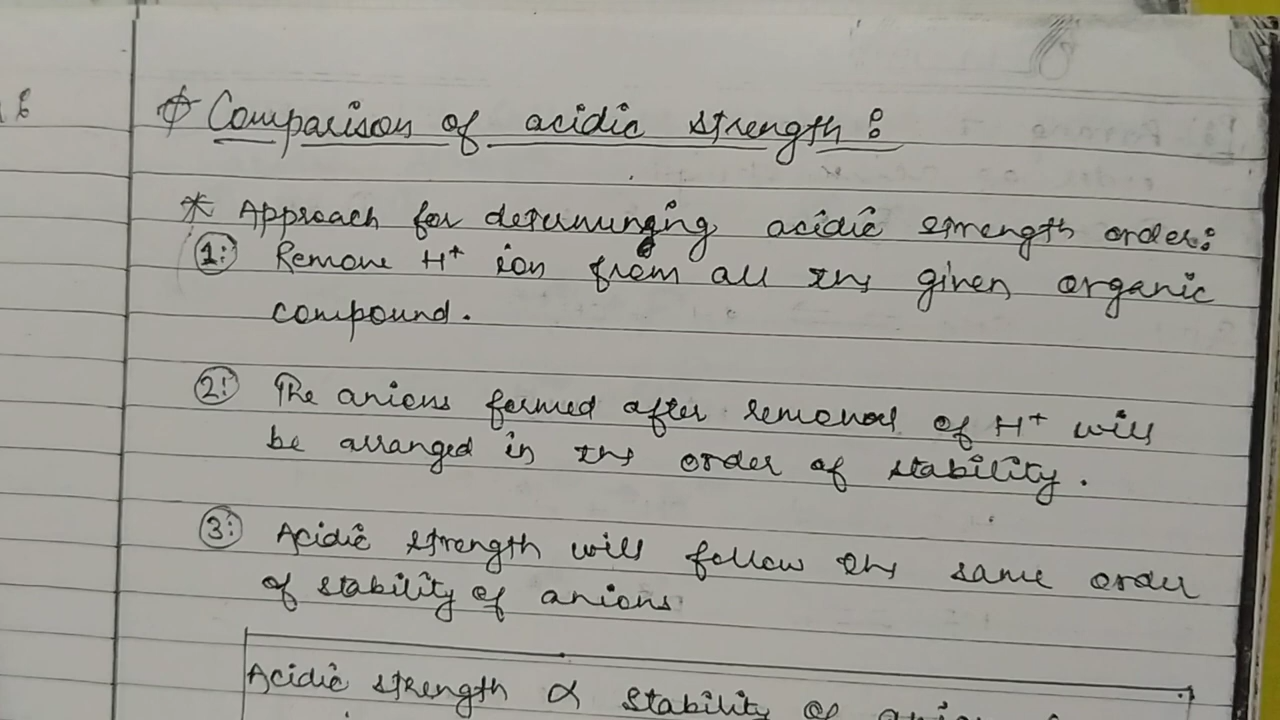 Comparison of acidic strength :
* Approach for determining acidic strength order:
1: Remove H+ ion from all the given organic
compound.
2: The anions formed after removal of H+ will
be arranged in the order of stability.
3: Acidic strength will follow the same order
of stability of anions
Acidic strength ∝ stability of